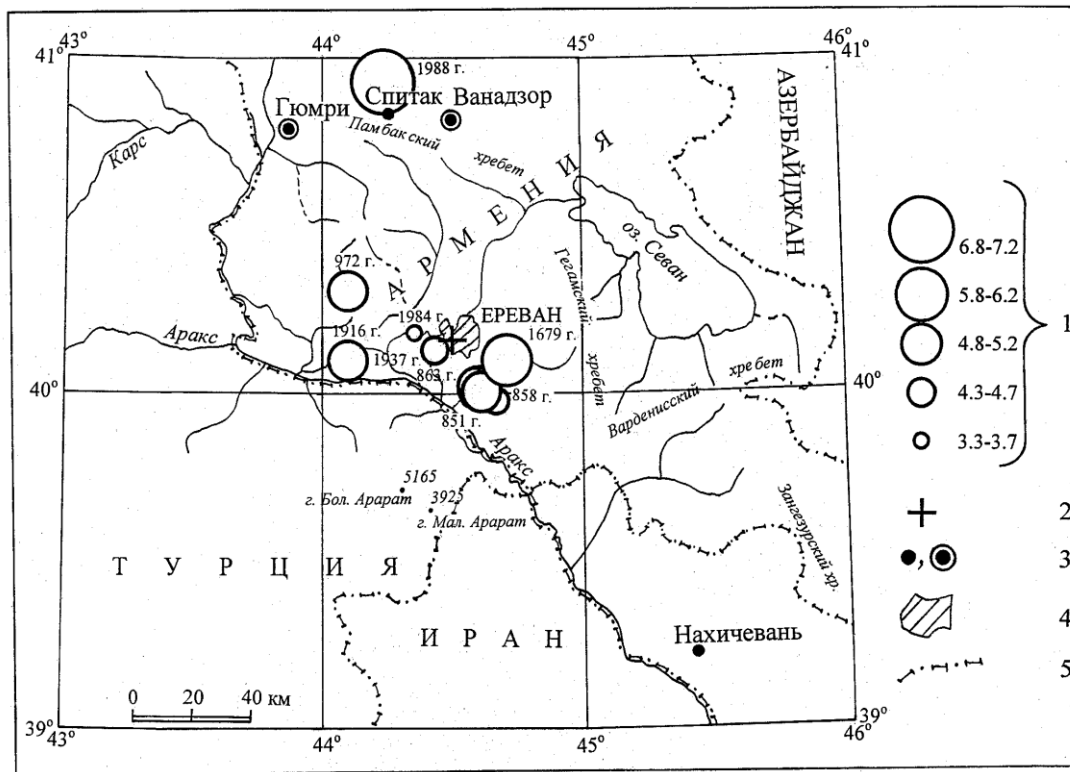 43°
44°
45°
46°
41°
41°
1988 г.
Спитак
Ванадзор
Гюмри
Памбакский
хребет
Карс
АРМЕНИЯ
АЗЕРБАЙДЖАН
оз. Севан
Гегамский
хребет
972 г.
1984 г.
ЕРЕВАН
1916 г.
1679 г.
Аракс
1937 г.
863 г.
858 г.
851 г.
40°
40°
Варденисский
хребет
Аракс
5165
г. Бол. Арарат
3925
г. Мал. Арарат
Зангезурский хр.
ТУРЦИЯ
ИРАН
Нахичевань
0 20 40 км
39°
39°
43°
44°
45°
46°
6.8-7.2
5.8-6.2
4.8-5.2
4.3-4.7
3.3-3.7
1
2
3
4
5